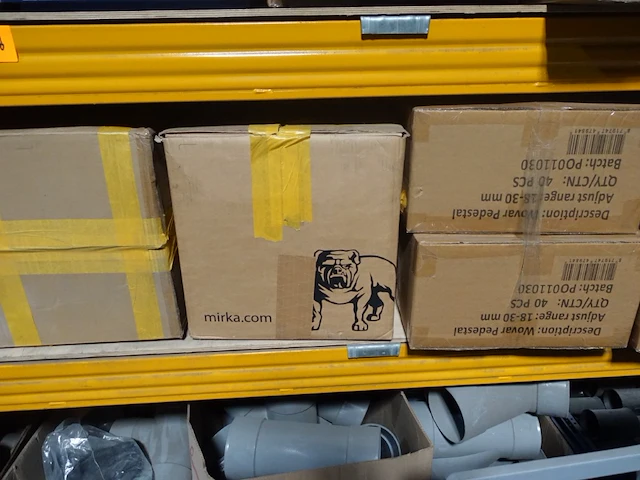 mirka.com
Description: Wovar Pedestal
Adjust range: 18-30 mm
QTY/CTN: 40 PCS
Batch: PO011030
Description: Wovar Pedestal
Adjust range: 18-30 mm
QTY/CTN: 40 PCS
Batch: PO011030